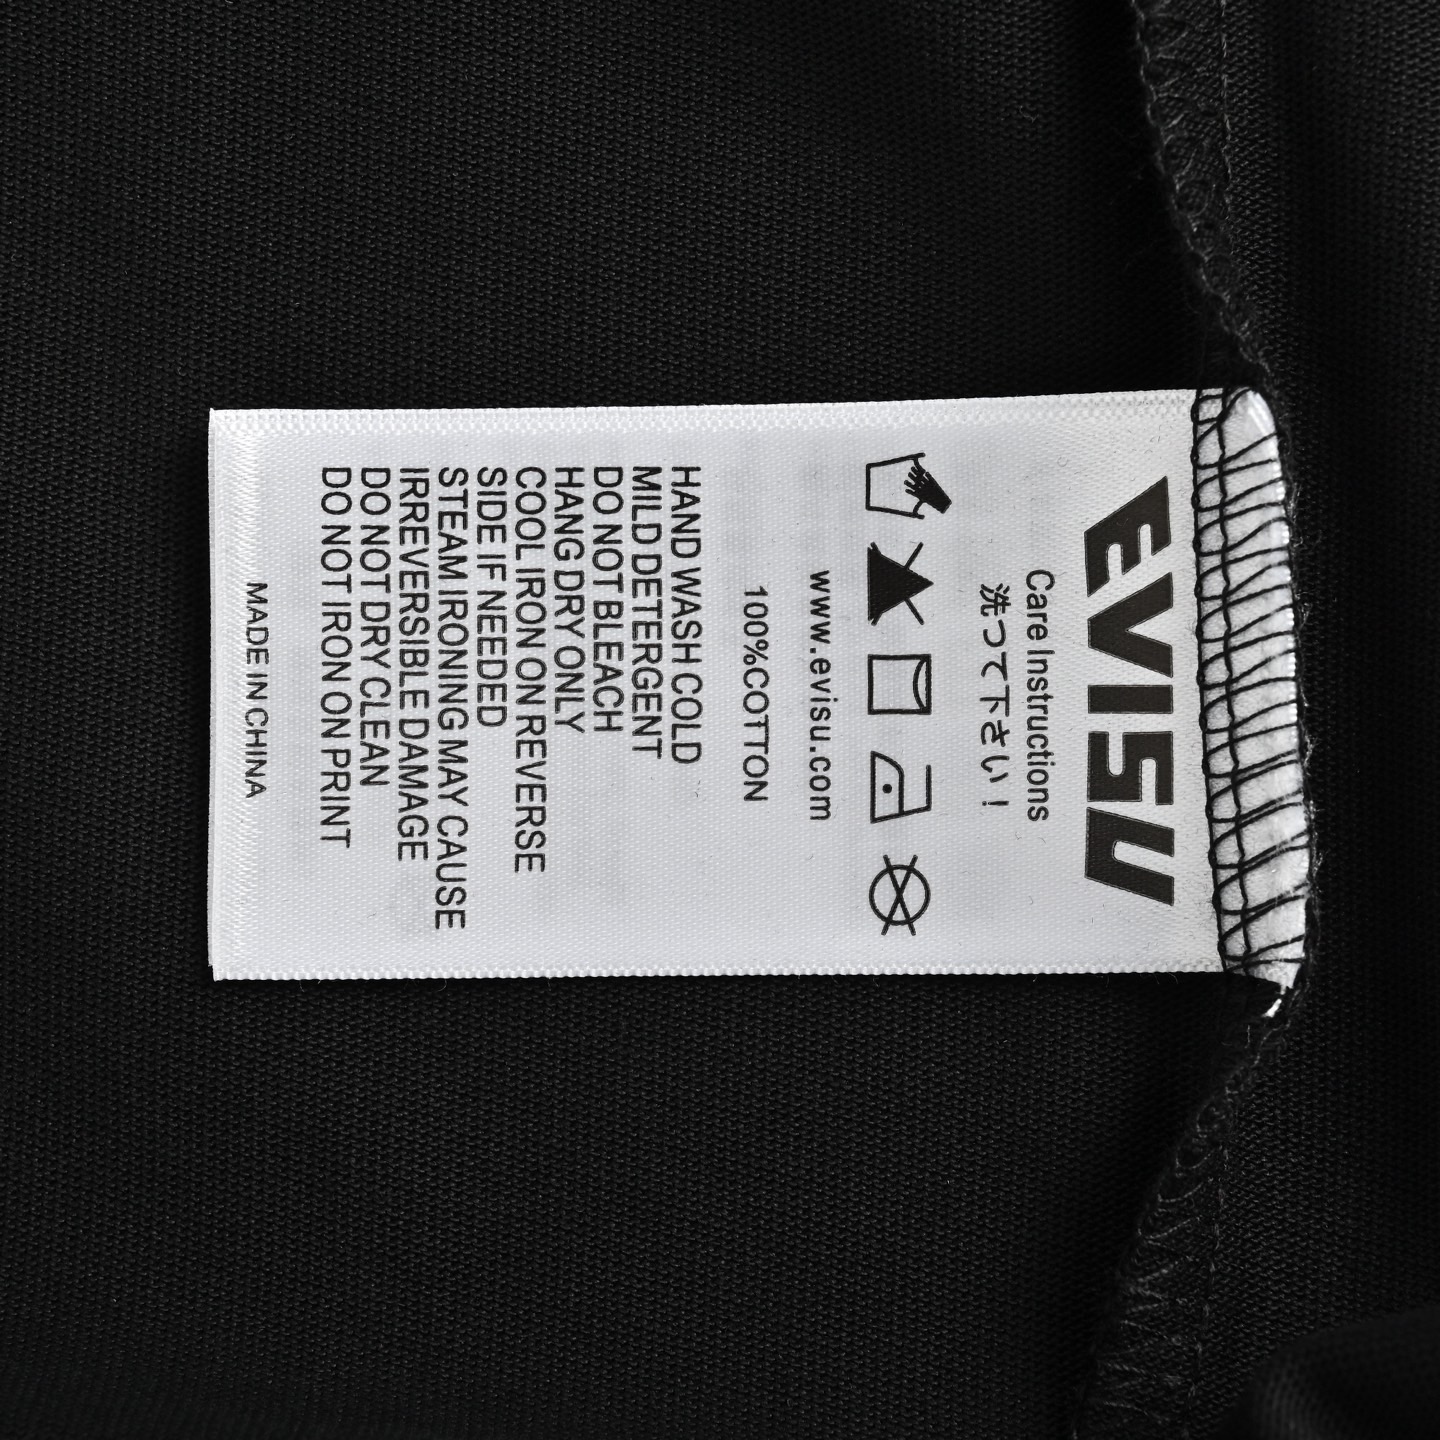 EVISU
Care Instructions
洗つて下さい！
www.evisu.com
100%COTTON
HAND WASH COLD
MILD DETERGENT
DO NOT BLEACH
HANG DRY ONLY
COOL IRON ON REVERSE
SIDE IF NEEDED
STEAM IRONING MAY CAUSE
IRREVERSIBLE DAMAGE
DO NOT DRY CLEAN
DO NOT IRON ON PRINT
MADE IN CHINA